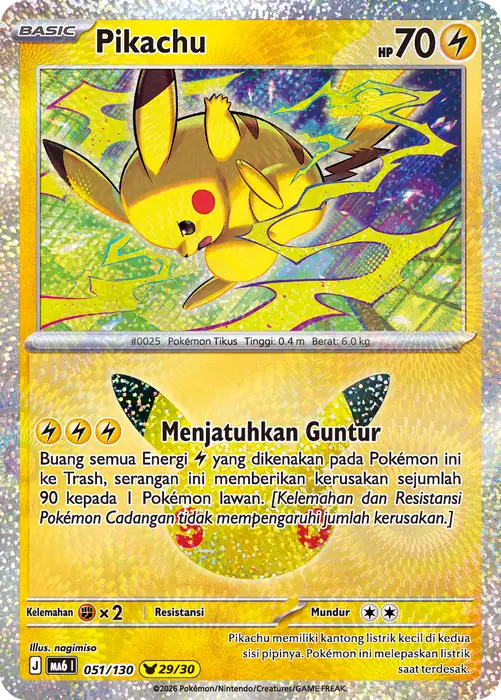 BASIC Pikachu HP 70
#0025 Pokémon Tikus Tinggi: 0.4 m Berat: 6.0 kg
Menjatuhkan Guntur
Buang semua Energi yang dikenakan pada Pokémon ini
ke Trash, serangan ini memberikan kerusakan sejumlah
90 kepada 1 Pokémon lawan. [Kelemahan dan Resistansi
Pokémon Cadangan tidak mempengaruhi jumlah kerusakan.]
Kelemahan ×2 Resistansi Mundur
Illus. nagimiso
Pikachu memiliki kantong listrik kecil di kedua
sisi pipinya. Pokémon ini melepaskan listrik
saat terdesak.
J MA6 I 051/130 29/30
©2026 Pokémon/Nintendo/Creatures/GAME FREAK.